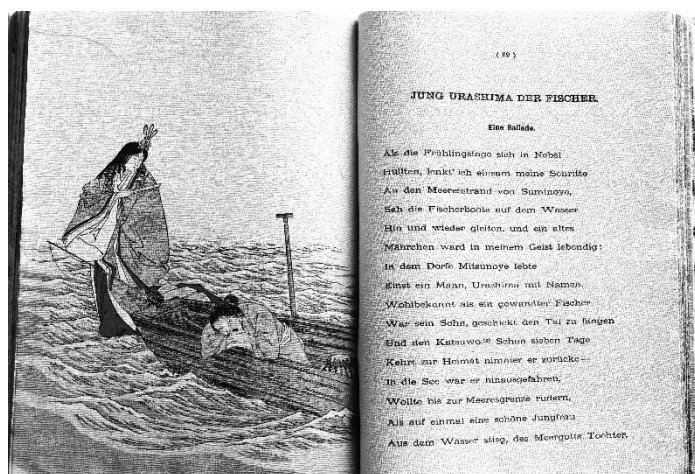 ( 69 )
JUNG URASHIMA DER FISCHER.
Eine Ballade.
Als die Frühlingstage sich in Nebel
Hüllten, lenkt' ich einsam meine Schritte
An den Meeresstrand von Suminoye,
Sah die Fischerboote auf dem Wasser
Hin und wieder gleiten, und ein altes
Mährchen ward in meinem Geist lebendig:
In dem Dorfe Mitsunoye lebte
Einst ein Mann, Urashima mit Namen.
Wohlbekannt als ein gewandter Fischer
War sein Sohn, geschickt den Tai zu fangen
Und den Katsuwo. Schon sieben Tage
Kehrt zur Heimat nimmer er zurücke—
In die See war er hinausgefahren,
Wollte bis zur Meeresgrenze rudern,
Als auf einmal eine schöne Jungfrau
Aus dem Wasser stieg, des Meergotts Tochter.